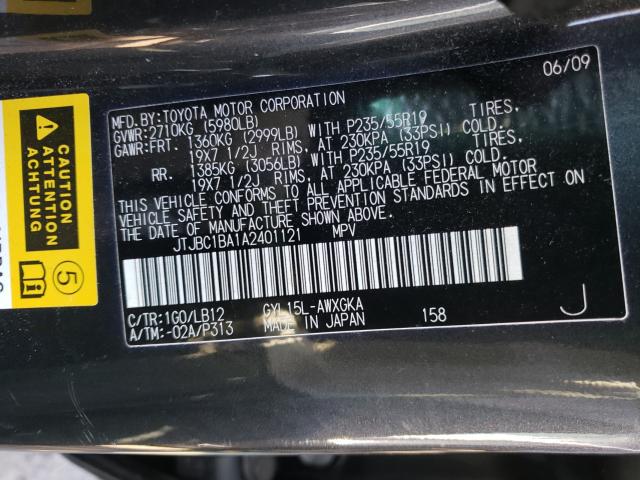 06/09
MFD.BY:TOYOTA MOTOR CORPORATION
GVWR:2710KG (5980LB)
GAWR:FRT. 1360KG (2999LB) WITH P235/55R19 TIRES.
19X7 1/2J RIMS. AT 230KPA (33PSI) COLD.
RR. 1385KG (3056LB) WITH P235/55R19 TIRES.
19X7 1/2J RIMS. AT 230KPA (33PSI) COLD.
THIS VEHICLE CONFORMS TO ALL APPLICABLE FEDERAL MOTOR
VEHICLE SAFETY AND THEFT PREVENTION STANDARDS IN EFFECT ON
THE DATE OF MANUFACTURE SHOWN ABOVE.
JTJBC1BA1A2401121 MPV
C/TR:1G0/LB12 GYL15L-AWXGKA
A/TM:-02A/P313 MADE IN JAPAN 158 J
CAUTION
ATTENTION
5